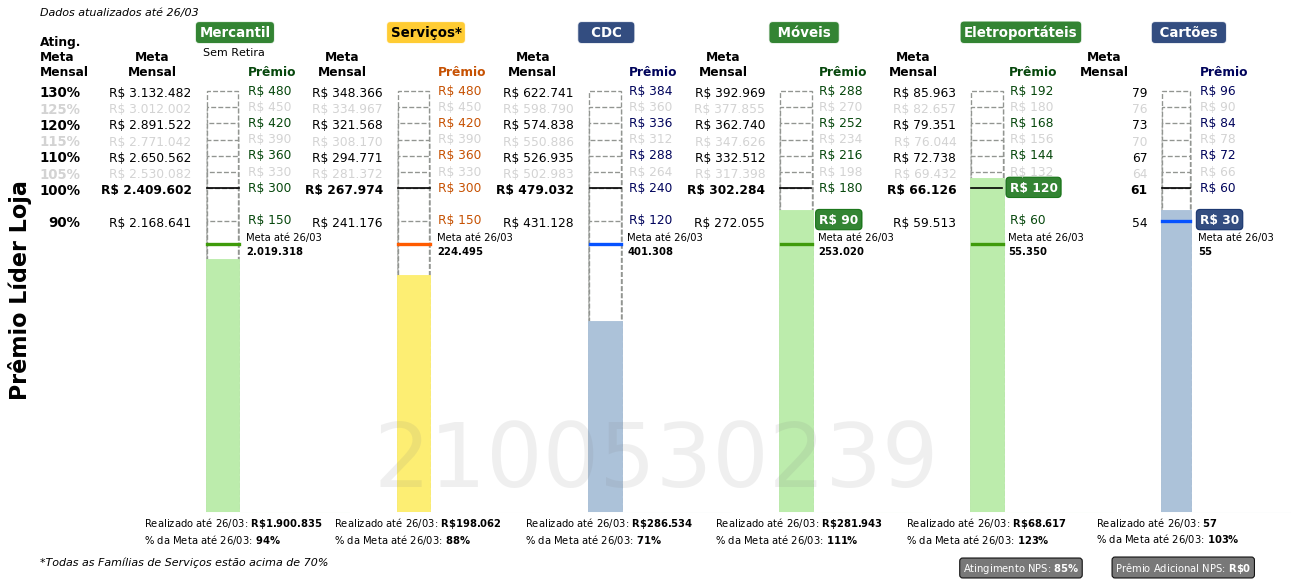 Dados atualizados até 26/03
Mercantil Serviços* CDC Móveis Eletroportáteis Cartões
Sem Retira
Ating. Meta Mensal Meta Mensal Prêmio Meta Mensal Prêmio Meta Mensal Prêmio Meta Mensal Prêmio Meta Mensal Prêmio Meta Mensal Prêmio
130% R$ 3.132.482 R$ 480 R$ 348.366 R$ 480 R$ 622.741 R$ 384 R$ 392.969 R$ 288 R$ 85.963 R$ 192 79 R$ 96
125% R$ 3.012.002 R$ 450 R$ 334.967 R$ 450 R$ 598.790 R$ 360 R$ 377.855 R$ 270 R$ 82.657 R$ 180 76 R$ 90
120% R$ 2.891.522 R$ 420 R$ 321.568 R$ 420 R$ 574.838 R$ 336 R$ 362.740 R$ 252 R$ 79.351 R$ 168 73 R$ 84
115% R$ 2.771.042 R$ 390 R$ 308.170 R$ 390 R$ 550.886 R$ 312 R$ 347.626 R$ 234 R$ 76.044 R$ 156 70 R$ 78
110% R$ 2.650.562 R$ 360 R$ 294.771 R$ 360 R$ 526.935 R$ 288 R$ 332.512 R$ 216 R$ 72.738 R$ 144 67 R$ 72
105% R$ 2.530.082 R$ 330 R$ 281.372 R$ 330 R$ 502.983 R$ 264 R$ 317.398 R$ 198 R$ 69.432 R$ 132 64 R$ 66
100% R$ 2.409.602 R$ 300 R$ 267.974 R$ 300 R$ 479.032 R$ 240 R$ 302.284 R$ 180 R$ 66.126 R$ 120 61 R$ 60
90% R$ 2.168.641 R$ 150 R$ 241.176 R$ 150 R$ 431.128 R$ 120 R$ 272.055 R$ 90 R$ 59.513 R$ 60 54 R$ 30
Meta até 26/03 Meta até 26/03 Meta até 26/03 Meta até 26/03 Meta até 26/03 Meta até 26/03
2.019.318 224.495 401.308 253.020 55.350 55
Prêmio Líder Loja
2100530239
Realizado até 26/03: R$1.900.835 Realizado até 26/03: R$198.062 Realizado até 26/03: R$286.534 Realizado até 26/03: R$281.943 Realizado até 26/03: R$68.617 Realizado até 26/03: 57
% da Meta até 26/03: 94% % da Meta até 26/03: 88% % da Meta até 26/03: 71% % da Meta até 26/03: 111% % da Meta até 26/03: 123% % da Meta até 26/03: 103%
*Todas as Famílias de Serviços estão acima de 70%
Atingimento NPS: 85% Prêmio Adicional NPS: R$0